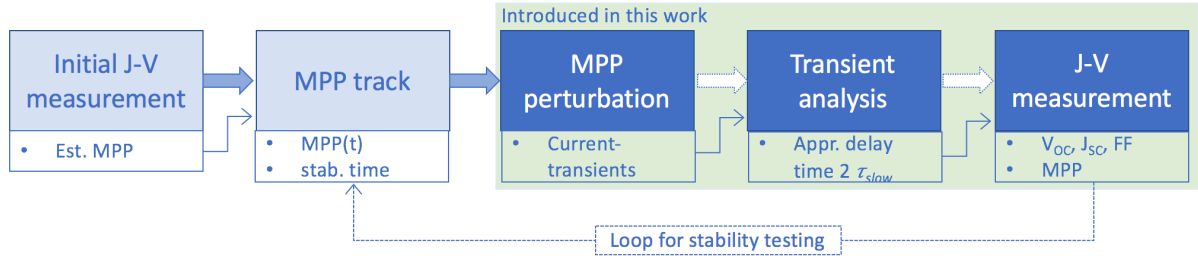 Introduced in this work
Initial J-V
measurement
• Est. MPP
MPP track
• MPP(t)
• stab. time
MPP
perturbation
• Current-
transients
Transient
analysis
• Appr. delay
time 2 τslow
J-V
measurement
• VOC, JSC, FF
• MPP
Loop for stability testing